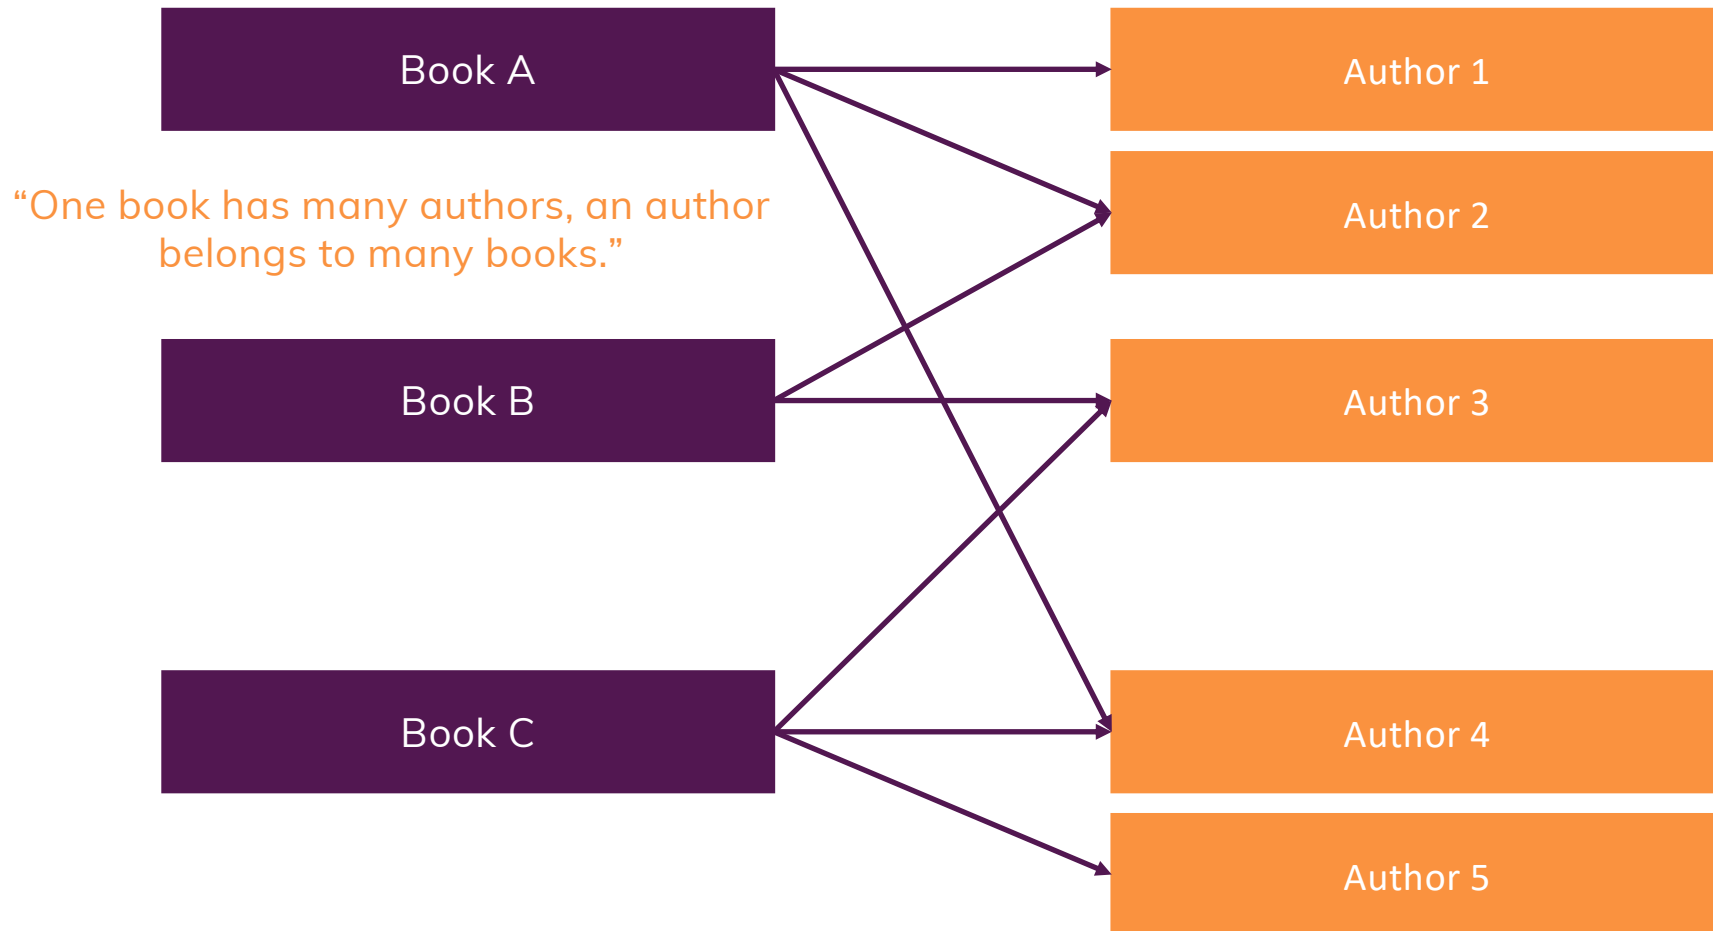 Book A
Author 1
Author 2
“One book has many authors, an author
belongs to many books.”
Book B
Author 3
Book C
Author 4
Author 5